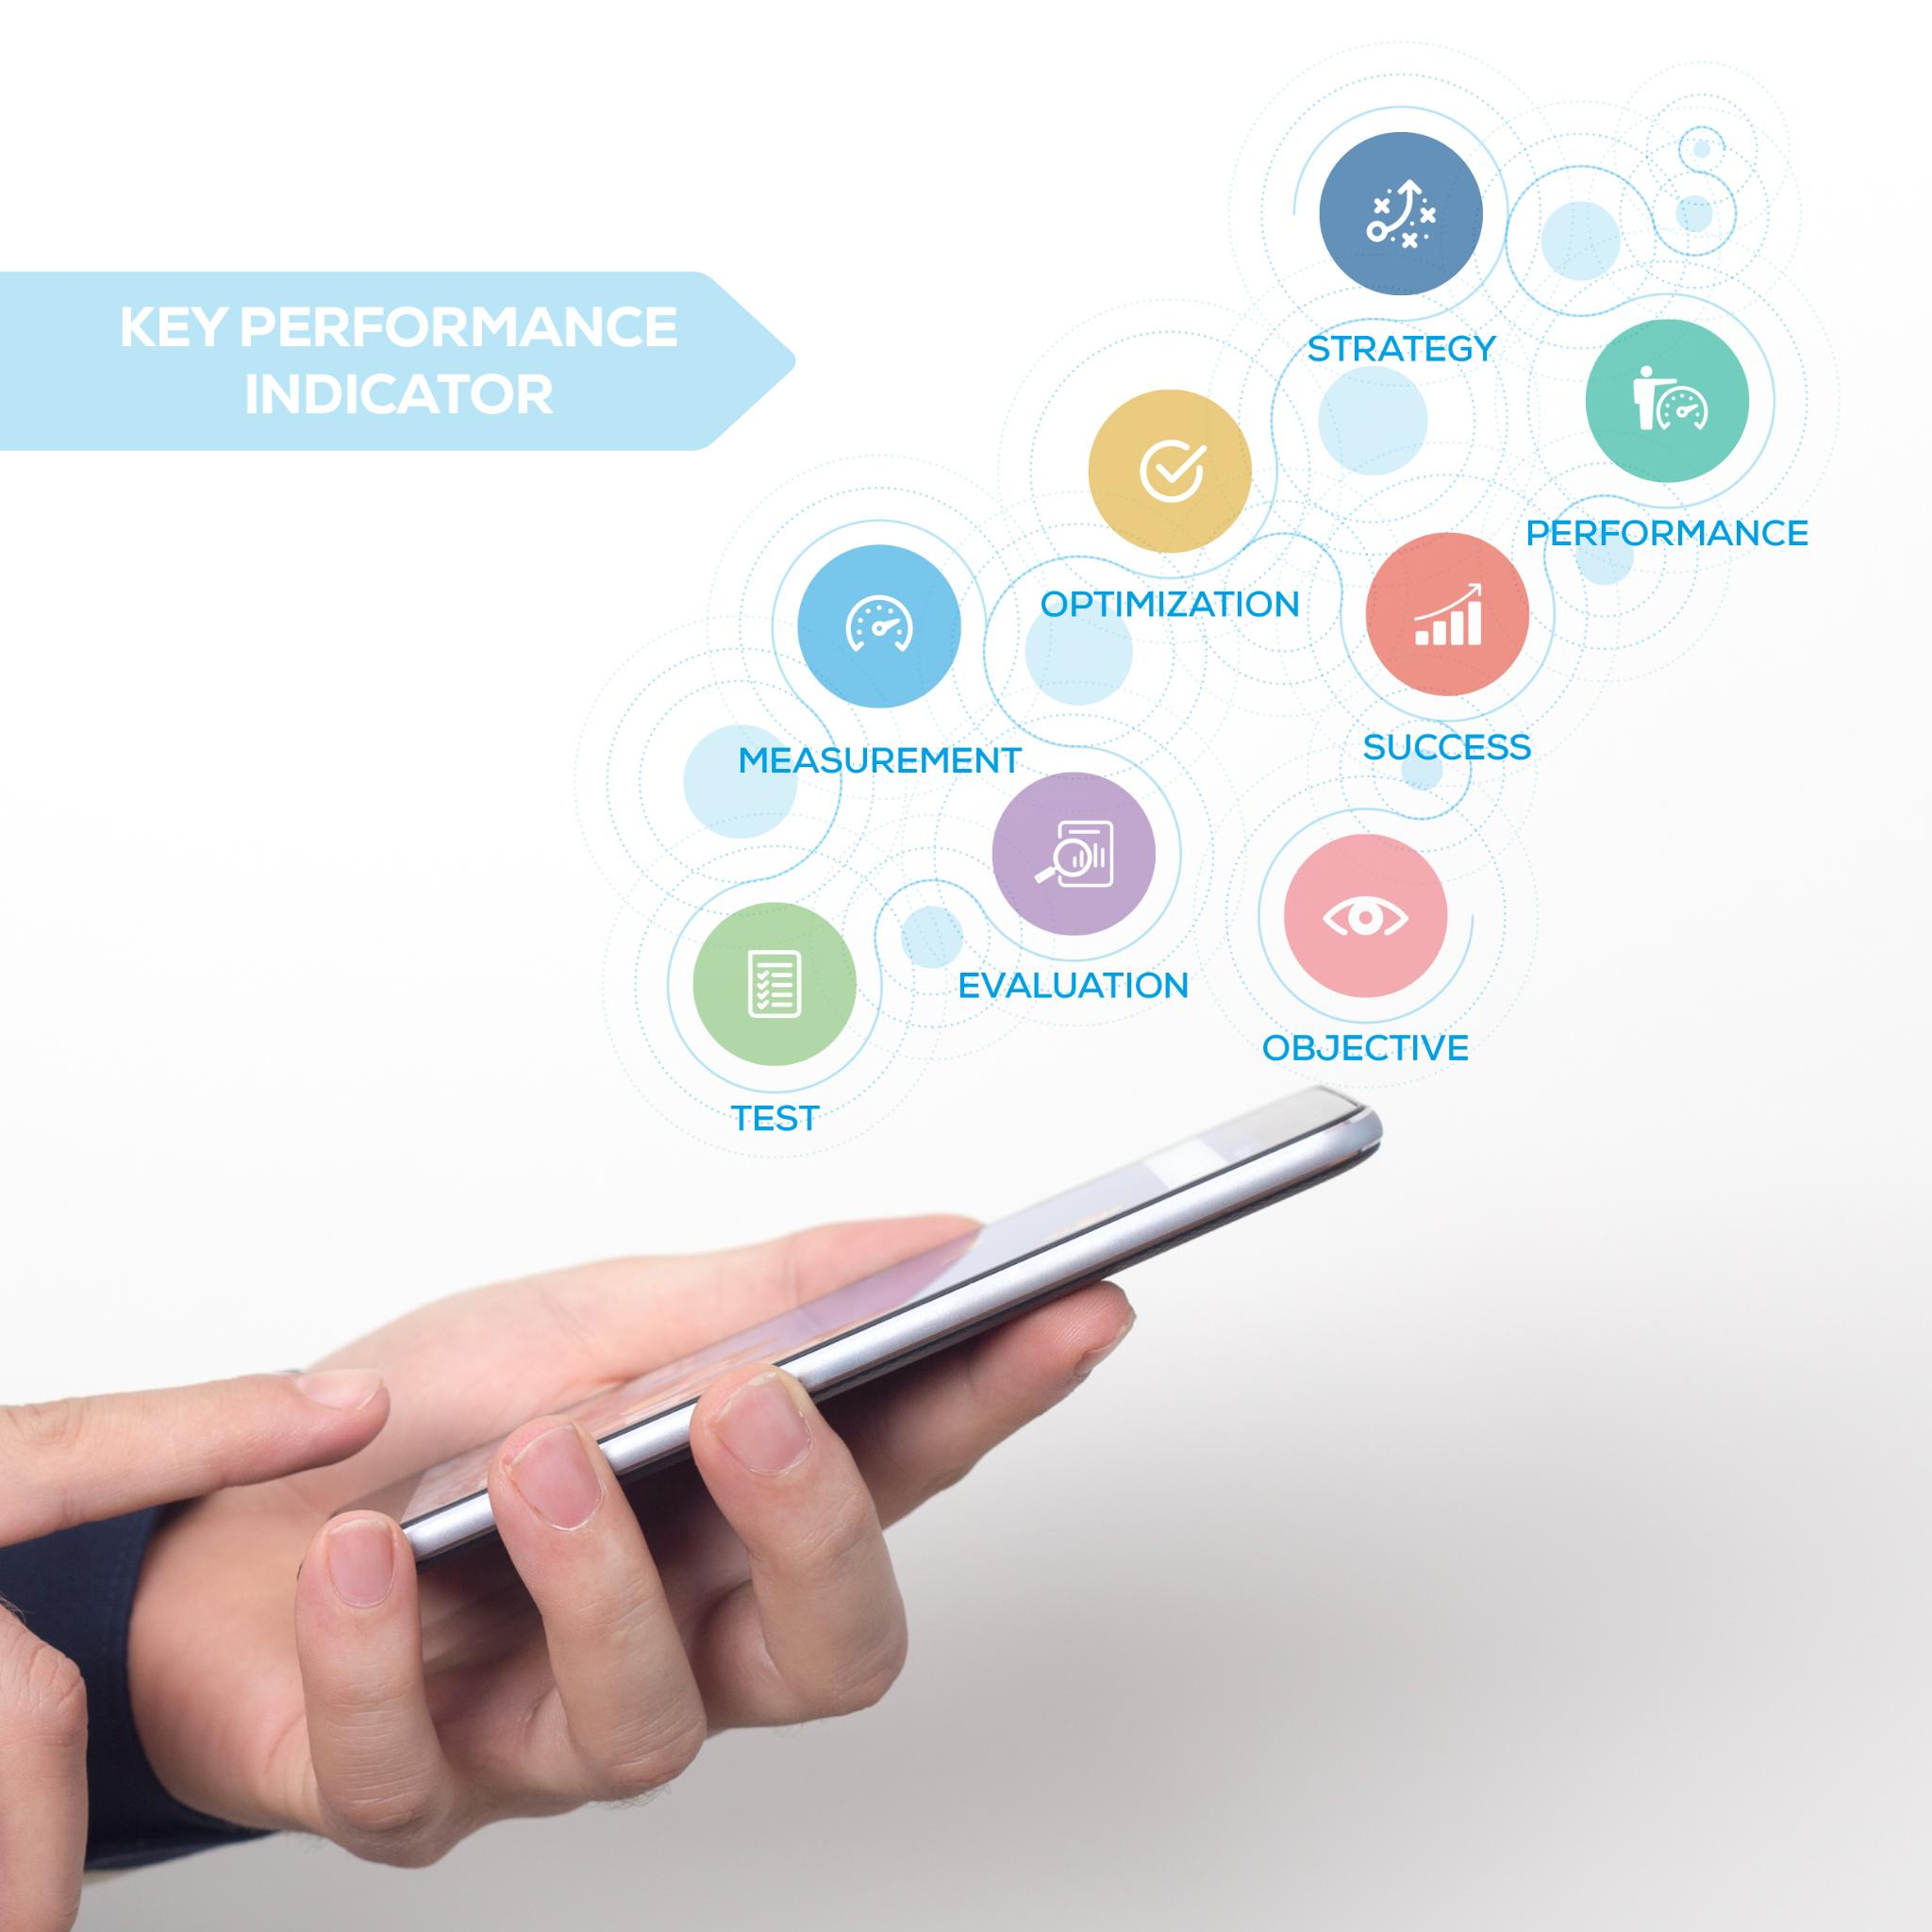 KEY PERFORMANCE
INDICATOR
STRATEGY
PERFORMANCE
OPTIMIZATION
SUCCESS
MEASUREMENT
EVALUATION
OBJECTIVE
TEST